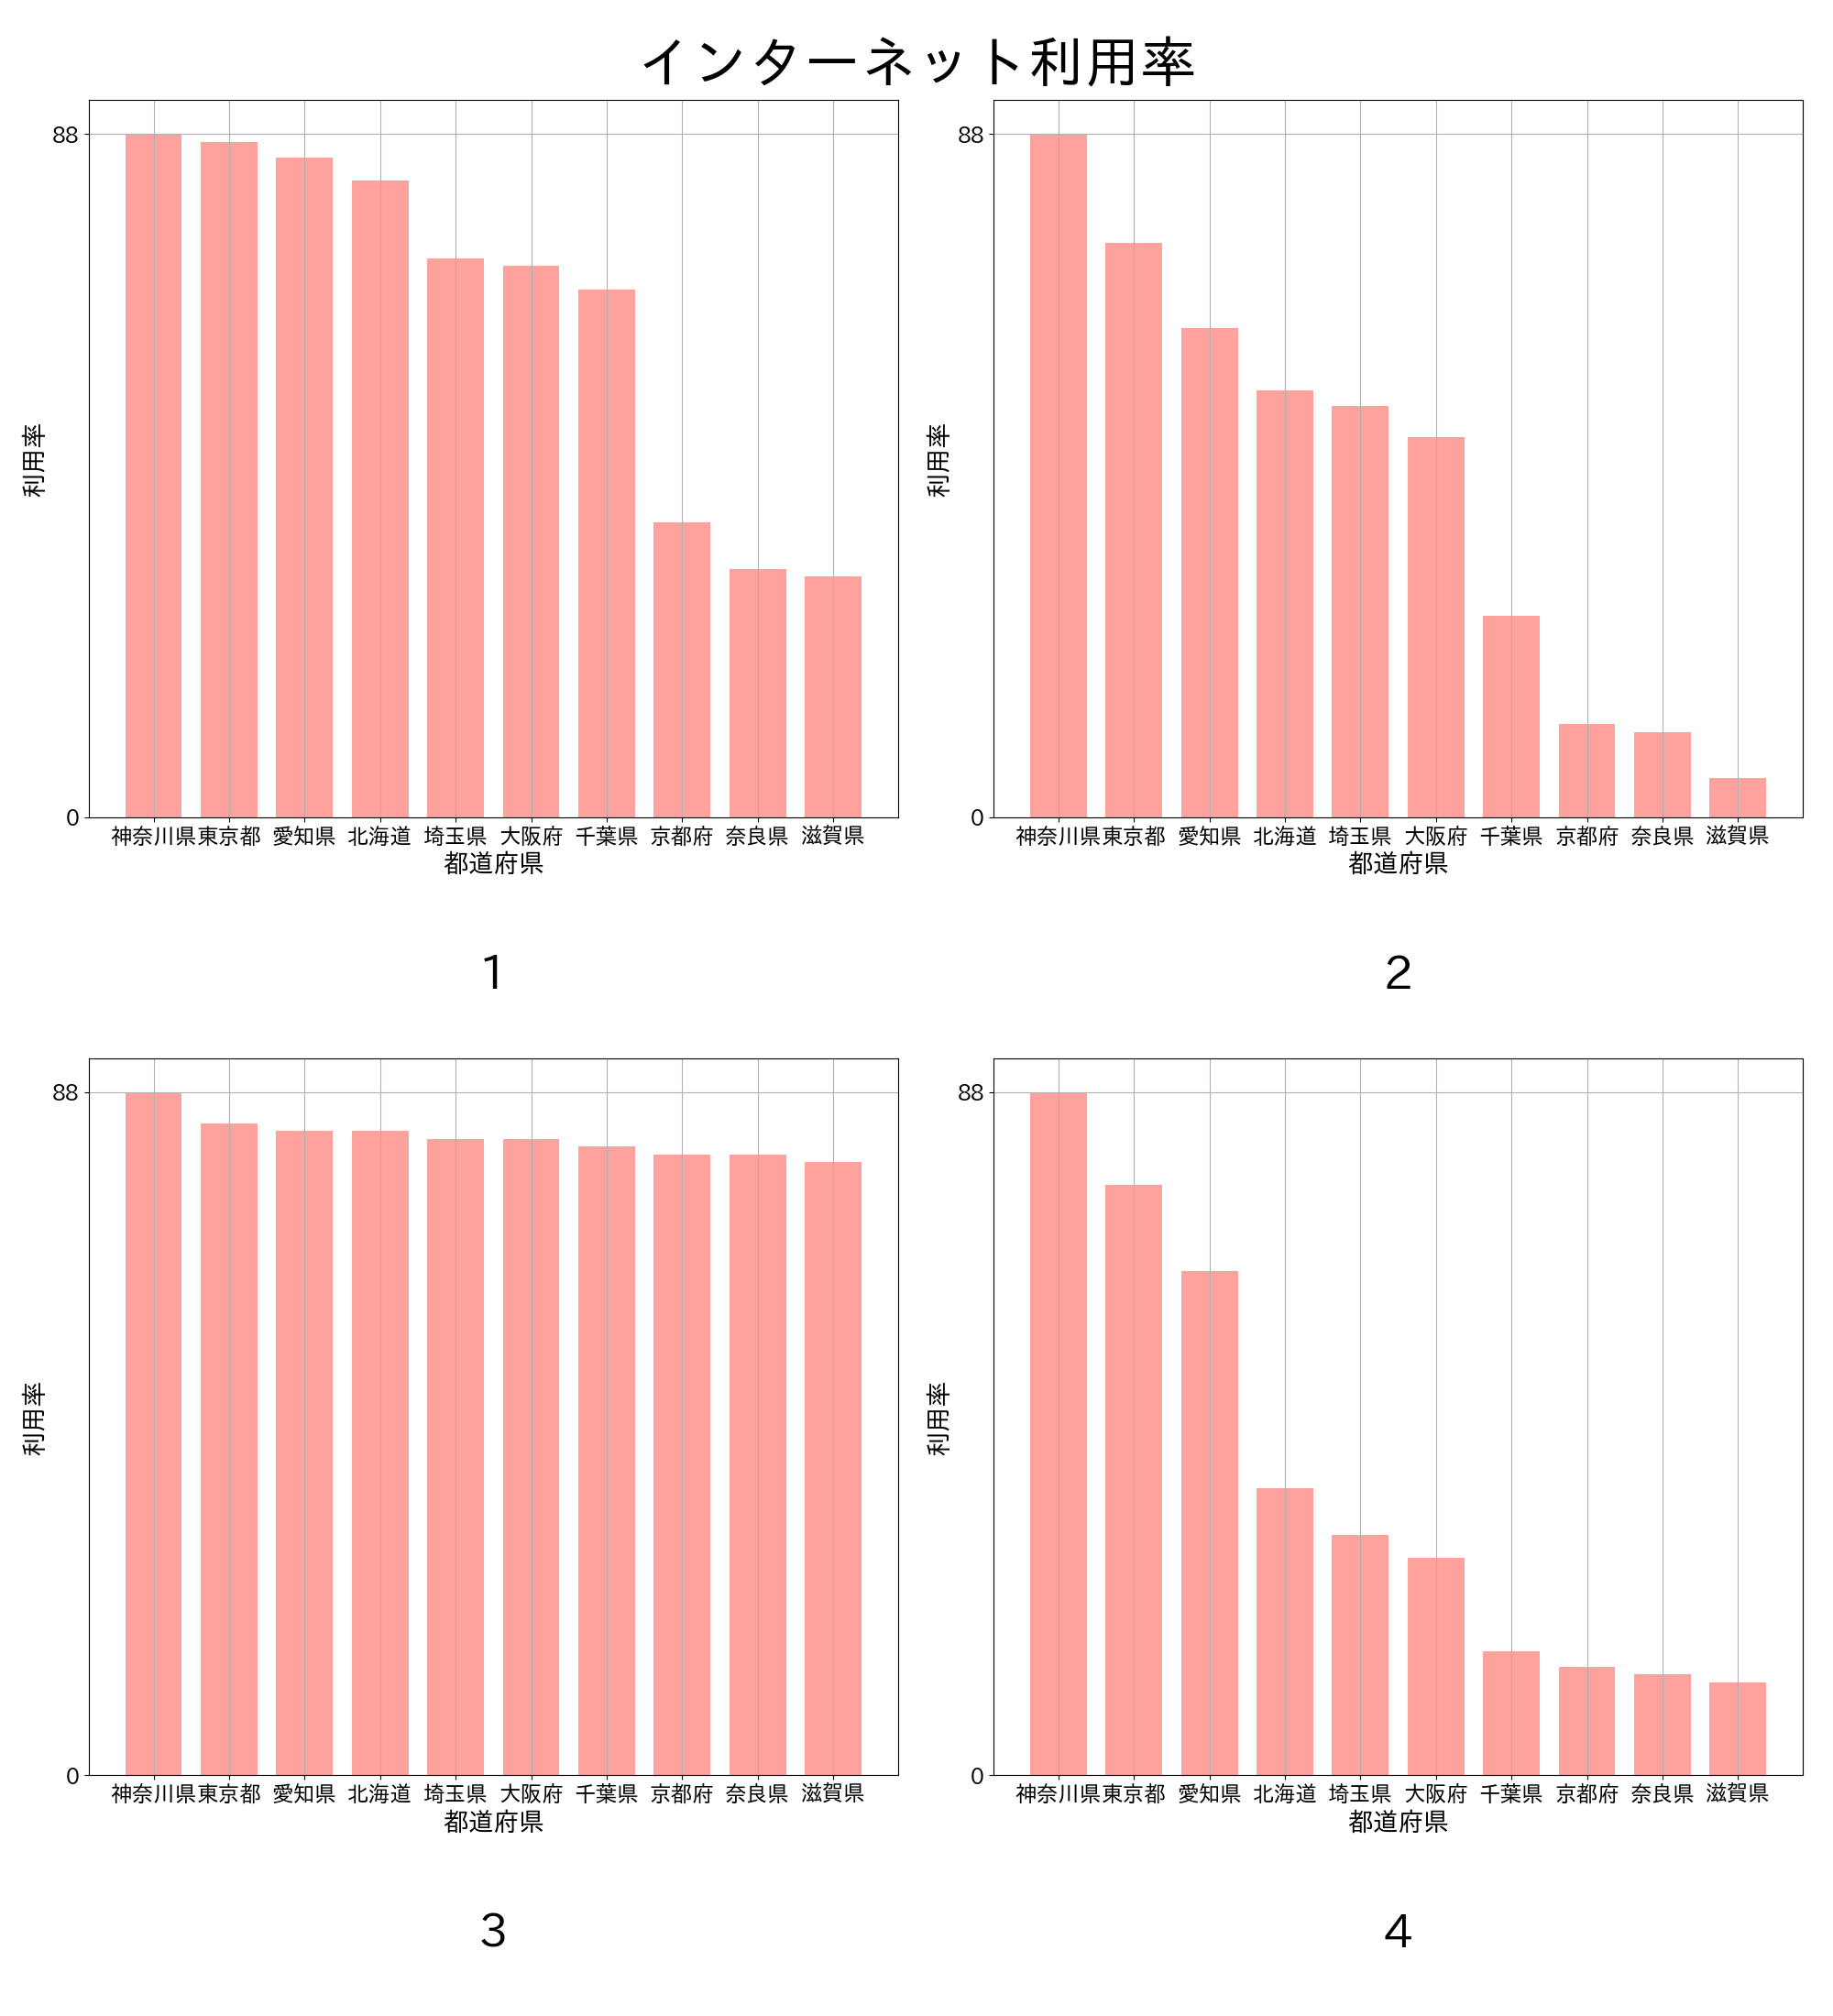 インターネット利用率
88
0
利用率
神奈川県 東京都 愛知県 北海道 埼玉県 大阪府 千葉県 京都府 奈良県 滋賀県
都道府県
1
88
0
利用率
神奈川県 東京都 愛知県 北海道 埼玉県 大阪府 千葉県 京都府 奈良県 滋賀県
都道府県
2
88
0
利用率
神奈川県 東京都 愛知県 北海道 埼玉県 大阪府 千葉県 京都府 奈良県 滋賀県
都道府県
3
88
0
利用率
神奈川県 東京都 愛知県 北海道 埼玉県 大阪府 千葉県 京都府 奈良県 滋賀県
都道府県
4